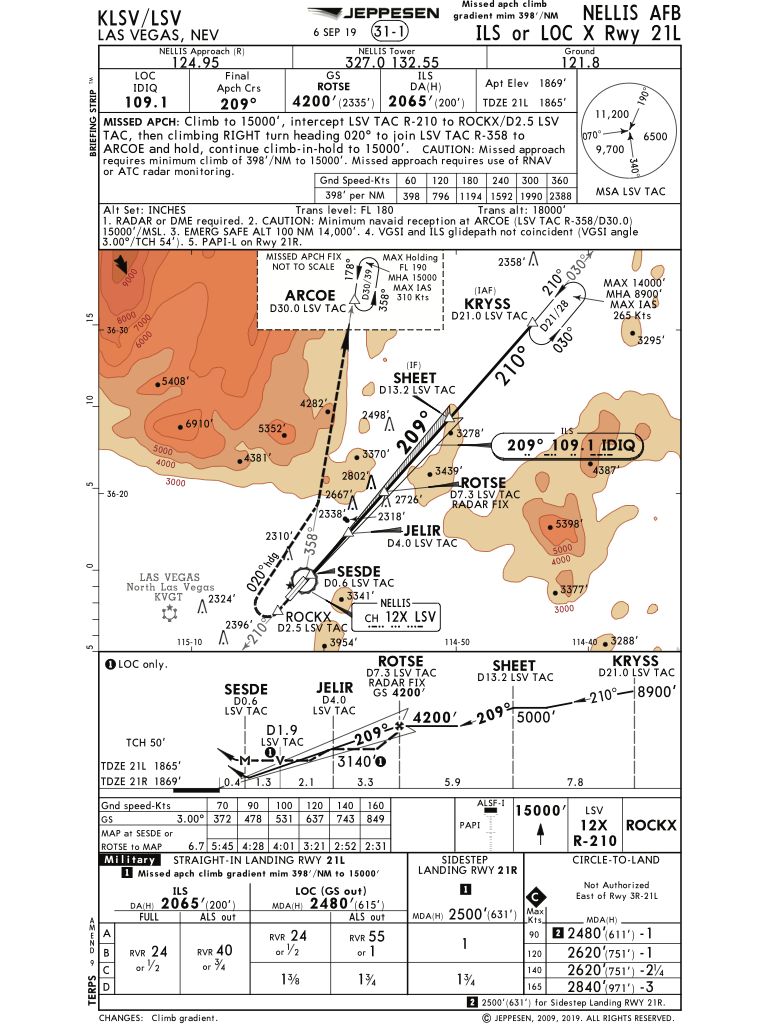 KLSV/LSV
LAS VEGAS, NEV
JEPPESEN
6 SEP 19
31-1
Missed apch climb
gradient mim 398'/NM
NELLIS AFB
ILS or LOC X Rwy 21L
BRIEFING STRIP TM
NELLIS Approach (R)
124.95
NELLIS Tower
327.0 132.55
Ground
121.8
LOC
IDIQ
109.1
Final
Apch Crs
209°
GS
ROTSE
4200' (2335')
ILS
DA(H)
2065' (200')
Apt Elev 1869'
TDZE 21L 1865'
MISSED APCH: Climb to 15000', intercept LSV TAC R-210 to ROCKX/D2.5 LSV
TAC, then climbing RIGHT turn heading 020° to join LSV TAC R-358 to
ARCOE and hold, continue climb-in-hold to 15000'. CAUTION: Missed approach
requires minimum climb of 398'/NM to 15000'. Missed approach requires use of RNAV
or ATC radar monitoring.
Gnd Speed-Kts 60 120 180 240 300 360
398' per NM 398 796 1194 1592 1990 2388
11,200
190°
070°
6500
9,700
340°
MSA LSV TAC
Alt Set: INCHES Trans level: FL 180 Trans alt: 18000'
1. RADAR or DME required. 2. CAUTION: Minimum navaid reception at ARCOE (LSV TAC R-358/D30.0)
15000'/MSL. 3. EMERG SAFE ALT 100 NM 14,000'. 4. VGSI and ILS glidepath not coincident (VGSI angle
3.00°/TCH 54'). 5. PAPI-L on Rwy 21R.
MISSED APCH FIX
NOT TO SCALE
ARCOE
D30.0 LSV TAC
178°
D30/39
358°
MAX Holding
FL 190
MHA 15000
MAX IAS
310 Kts
2358'
210°
030°
(IAF)
KRYSS
D21.0 LSV TAC
D21/28
030°
MAX 14000'
MHA 8900'
MAX IAS
265 Kts
3295'
9000
8000
7000
6000
36-30
15
10
5
0
5
210°
(IF)
SHEET
D13.2 LSV TAC
5408'
4282'
2498'
6910'
5352'
209°
3278'
ILS
209° 109.1 IDIQ
5000
4000
3000
4381'
3370'
2802'
3439'
4387'
36-20
2667'
2726'
ROTSE
D7.3 LSV TAC
RADAR FIX
2338'
2318'
5398'
5000
4000
2310'
358°
JELIR
D4.0 LSV TAC
020° hdg
SESDE
D0.6 LSV TAC
3341'
3377'
3000
LAS VEGAS
North Las Vegas
KVGT
2324'
2396'
NELLIS
CH 12X LSV
ROCKX
D2.5 LSV TAC
210°
3954'
3288'
115-10
114-50
114-40
1 LOC only.
SESDE
D0.6
LSV TAC
JELIR
D4.0
LSV TAC
ROTSE
D7.3 LSV TAC
RADAR FIX
GS 4200'
SHEET
D13.2 LSV TAC
KRYSS
D21.0 LSV TAC
D1.9
LSV TAC
1
8900'
210°
5000'
209°
4200'
209°
3140' 1
M
V
TCH 50'
TDZE 21L 1865'
TDZE 21R 1869'
0.4 1.3 2.1 3.3 5.9 7.8
Gnd speed-Kts 70 90 100 120 140 160
GS 3.00° 372 478 531 637 743 849
MAP at SESDE or
ROTSE to MAP 6.7 5:45 4:28 4:01 3:21 2:52 2:31
ALSF-I
PAPI
15000'
LSV
12X
R-210
ROCKX
Military STRAIGHT-IN LANDING RWY 21L
1 Missed apch climb gradient mim 398'/NM to 15000'
SIDESTEP
LANDING RWY 21R
1
CIRCLE-TO-LAND
Not Authorized
East of Rwy 3R-21L
ILS
DA(H) 2065' (200')
FULL
ALS out
LOC (GS out)
MDA(H) 2480' (615')
ALS out
MDA(H) 2500' (631')
C
Max
Kts
MDA(H)
A
B
C
D
RVR 24
or 1/2
RVR 40
or 3/4
RVR 24
or 1/2
RVR 55
or 1
1
1 3/8
1 3/4
1 3/4
90 2 2480' (611') -1
120 2620' (751') -1
140 2620' (751') -2 1/4
165 2840' (971') -3
2 2500' (631') for Sidestep Landing RWY 21R.
TERPS
AMEND 9
CHANGES: Climb gradient.
© JEPPESEN, 2009, 2019. ALL RIGHTS RESERVED.